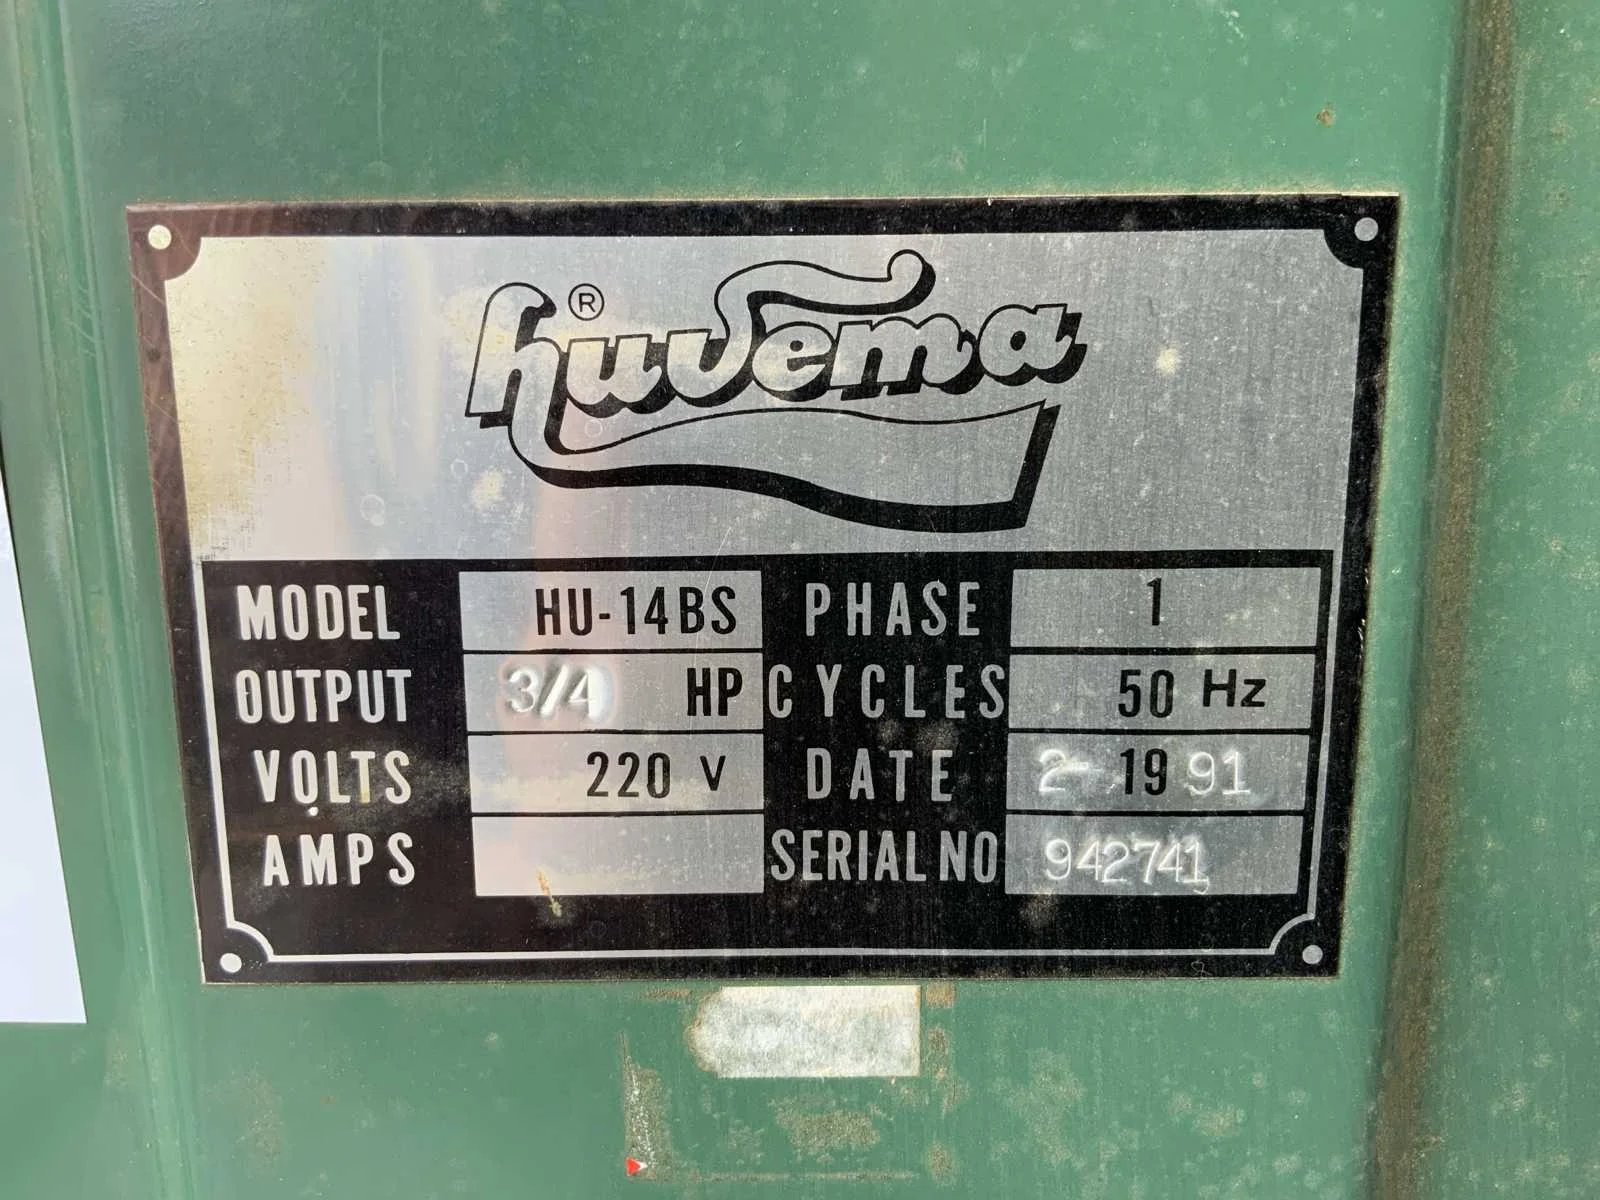 huvema ®
MODEL HU-14BS PHASE 1
OUTPUT 3/4 HP CYCLES 50 Hz
VOLTS 220 V DATE 2-1991
AMPS SERIAL NO 942741